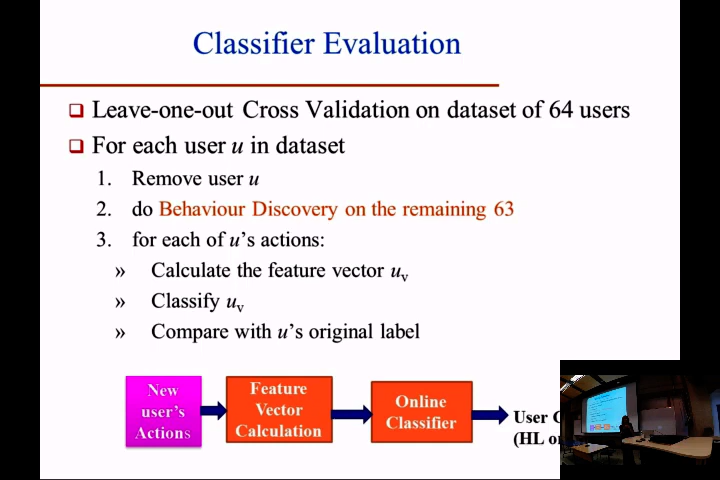 Classifier Evaluation
Leave-one-out Cross Validation on dataset of 64 users
For each user u in dataset
1. Remove user u
2. do Behaviour Discovery on the remaining 63
3. for each of u's actions:
» Calculate the feature vector uv
» Classify uv
» Compare with u's original label
New
user's
Actions
Feature
Vector
Calculation
Online
Classifier
User
(HL